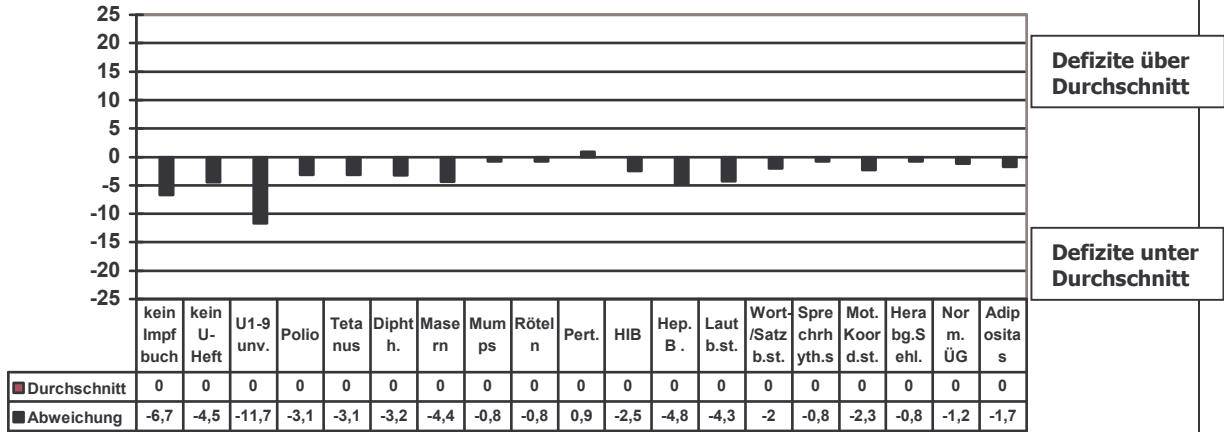 25
20
15
10
5
0
-5
-10
-15
-20
-25
Defizite über
Durchschnitt
Defizite unter
Durchschnitt
kein Impf buch | kein U- Heft | U1-9 unv. | Polio | Teta nus | Dipht h. | Mase rn | Mum ps | Rötel n | Pert. | HIB | Hep. B . | Laut b.st. | Wort- /Satz b.st. | Spre chrh yth.s | Mot. Koor d.st. | Hera bg.S ehl. | Nor m. ÜG | Adip osita s
Durchschnitt 0 0 0 0 0 0 0 0 0 0 0 0 0 0 0 0 0 0 0
Abweichung -6,7 -4,5 -11,7 -3,1 -3,1 -3,2 -4,4 -0,8 -0,8 0,9 -2,5 -4,8 -4,3 -2 -0,8 -2,3 -0,8 -1,2 -1,7